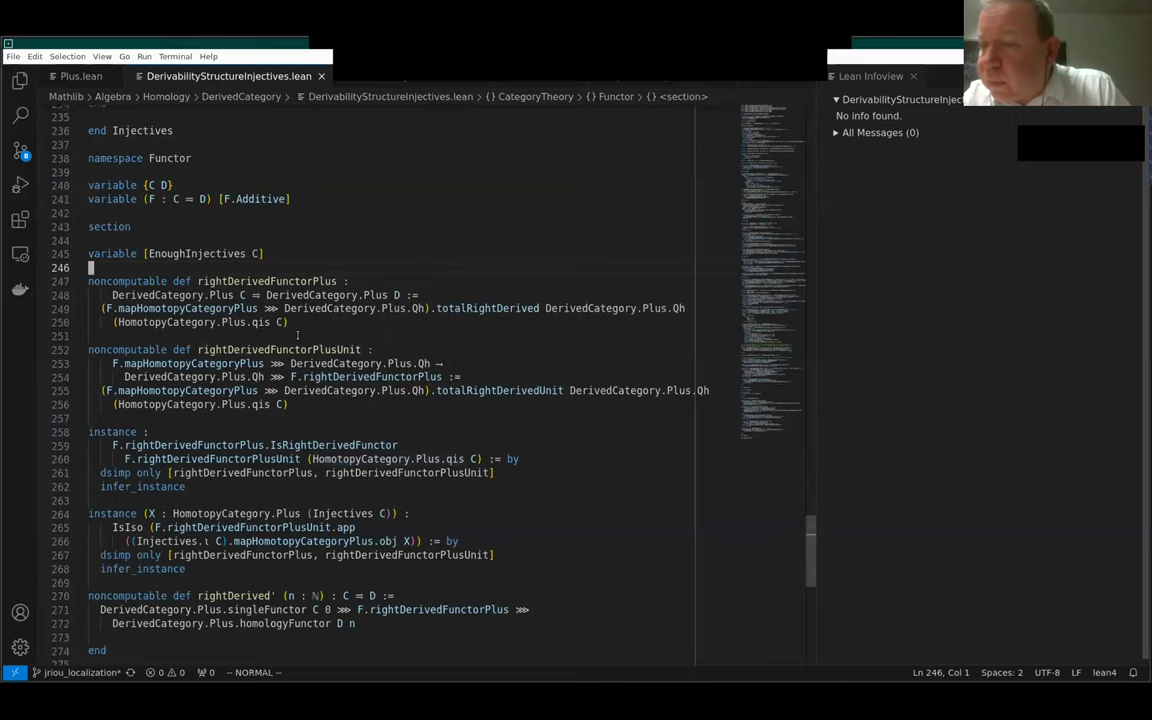 File Edit Selection View Go Run Terminal Help
Plus.lean DerivabilityStructureInjectives.lean × Lean Infoview ×
Mathlib > Algebra > Homology > DerivedCategory > DerivabilityStructureInjectives.lean > {} CategoryTheory > {} Functor > {} <section>
DerivabilityStructureInjecti
No info found.
All Messages (0)
235
236 end Injectives
237
238 namespace Functor
239
240 variable {C D}
241 variable (F : C ⥤ D) [F.Additive]
242
243 section
244
245 variable [EnoughInjectives C]
246
247 noncomputable def rightDerivedFunctorPlus :
248 DerivedCategory.Plus C ⥤ DerivedCategory.Plus D :=
249 (F.mapHomotopyCategoryPlus ⋙ DerivedCategory.Plus.Qh).totalRightDerived DerivedCategory.Plus.Qh
250 (HomotopyCategory.Plus.qis C)
251
252 noncomputable def rightDerivedFunctorPlusUnit :
253 F.mapHomotopyCategoryPlus ⋙ DerivedCategory.Plus.Qh ⟶
254 DerivedCategory.Plus.Qh ⋙ F.rightDerivedFunctorPlus :=
255 (F.mapHomotopyCategoryPlus ⋙ DerivedCategory.Plus.Qh).totalRightDerivedUnit DerivedCategory.Plus.Qh
256 (HomotopyCategory.Plus.qis C)
257
258 instance :
259 F.rightDerivedFunctorPlus.IsRightDerivedFunctor
260 F.rightDerivedFunctorPlusUnit (HomotopyCategory.Plus.qis C) := by
261 dsimp only [rightDerivedFunctorPlus, rightDerivedFunctorPlusUnit]
262 infer_instance
263
264 instance (X : HomotopyCategory.Plus (Injectives C)) :
265 IsIso (F.rightDerivedFunctorPlusUnit.app
266 ((Injectives.ι C).mapHomotopyCategoryPlus.obj X)) := by
267 dsimp only [rightDerivedFunctorPlus, rightDerivedFunctorPlusUnit]
268 infer_instance
269
270 noncomputable def rightDerived' (n : ℕ) : C ⥤ D :=
271 DerivedCategory.Plus.singleFunctor C 0 ⋙ F.rightDerivedFunctorPlus ⋙
272 DerivedCategory.Plus.homologyFunctor D n
273
274 end
8
jriou_localization* 0 0 0 -- NORMAL -- Ln 246, Col 1 Spaces: 2 UTF-8 LF lean4